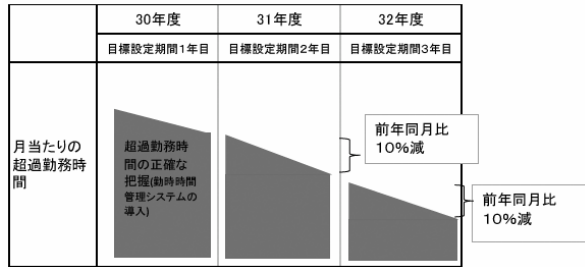 30年度
31年度
32年度
目標設定期間1年目
目標設定期間2年目
目標設定期間3年目
月当たりの
超過勤務時
間
超過勤務時
間の正確な
把握(勤時時間
管理システムの
導入)
前年同月比
10%減
前年同月比
10%減